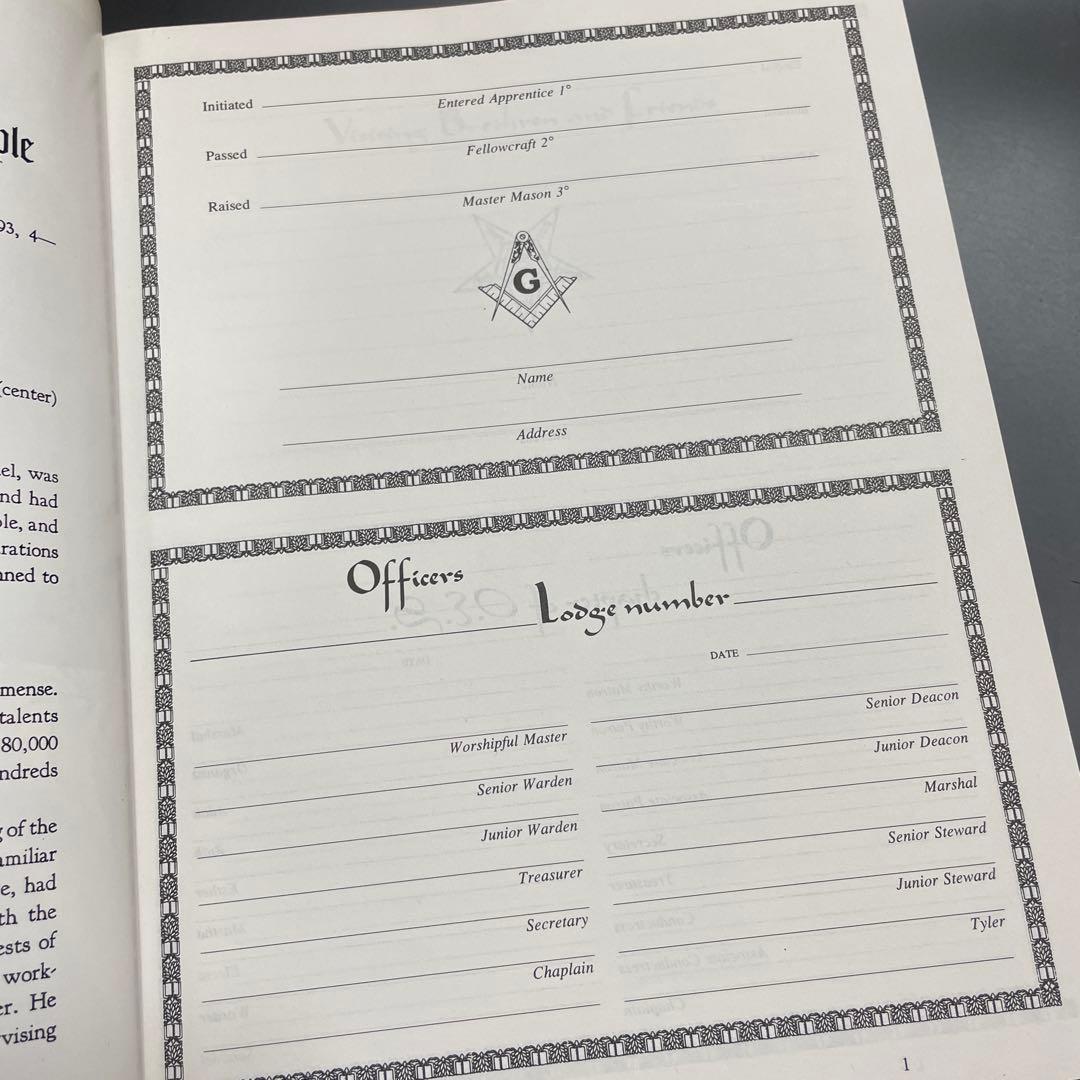 ple
93, 4—
(center)
el, was
nd had
ole, and
rations
nned to
mense.
talents
80,000
ndreds
g of the
amiliar
e, had
th the
ests of
work-
er. He
vising
Initiated
Entered Apprentice 1°
Passed
Fellowcraft 2°
Raised
Master Mason 3°
G
Name
Address
Officers
Lodge number
DATE
Worshipful Master
Senior Warden
Junior Warden
Treasurer
Secretary
Chaplain
Senior Deacon
Junior Deacon
Marshal
Senior Steward
Junior Steward
Tyler
1